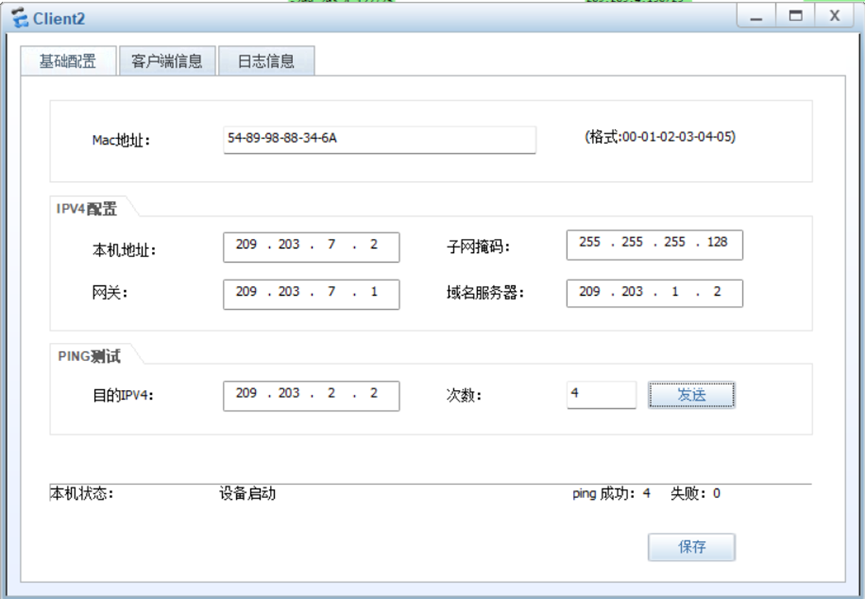 Client2
基础配置 客户端信息 日志信息
Mac地址: 54-89-98-88-34-6A (格式:00-01-02-03-04-05)
IPV4配置
本机地址: 209 . 203 . 7 . 2 子网掩码: 255 . 255 . 255 . 128
网关: 209 . 203 . 7 . 1 域名服务器: 209 . 203 . 1 . 2
PING测试
目的IPV4: 209 . 203 . 2 . 2 次数: 4 发送
本机状态: 设备启动 ping 成功: 4 失败: 0
保存